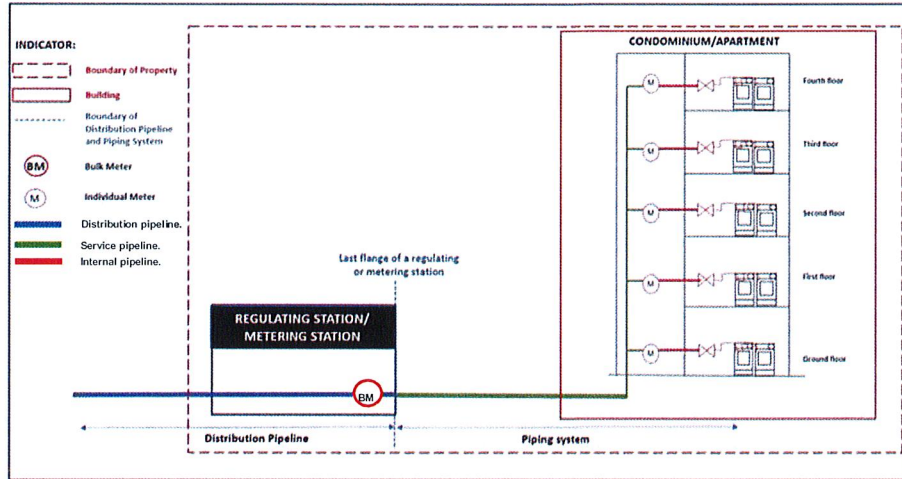 INDICATOR:
Boundary of Property
Building
Boundary of
Distribution Pipeline
and Piping System
BM
Bulk Meter
M
Individual Meter
Distribution pipeline.
Service pipeline.
Internal pipeline.
Last flange of a regulating
or metering station
REGULATING STATION/
METERING STATION
BM
Distribution Pipeline
Piping system
CONDOMINIUM/APARTMENT
M
Fourth floor
M
Third floor
M
Second floor
M
First floor
M
Ground floor